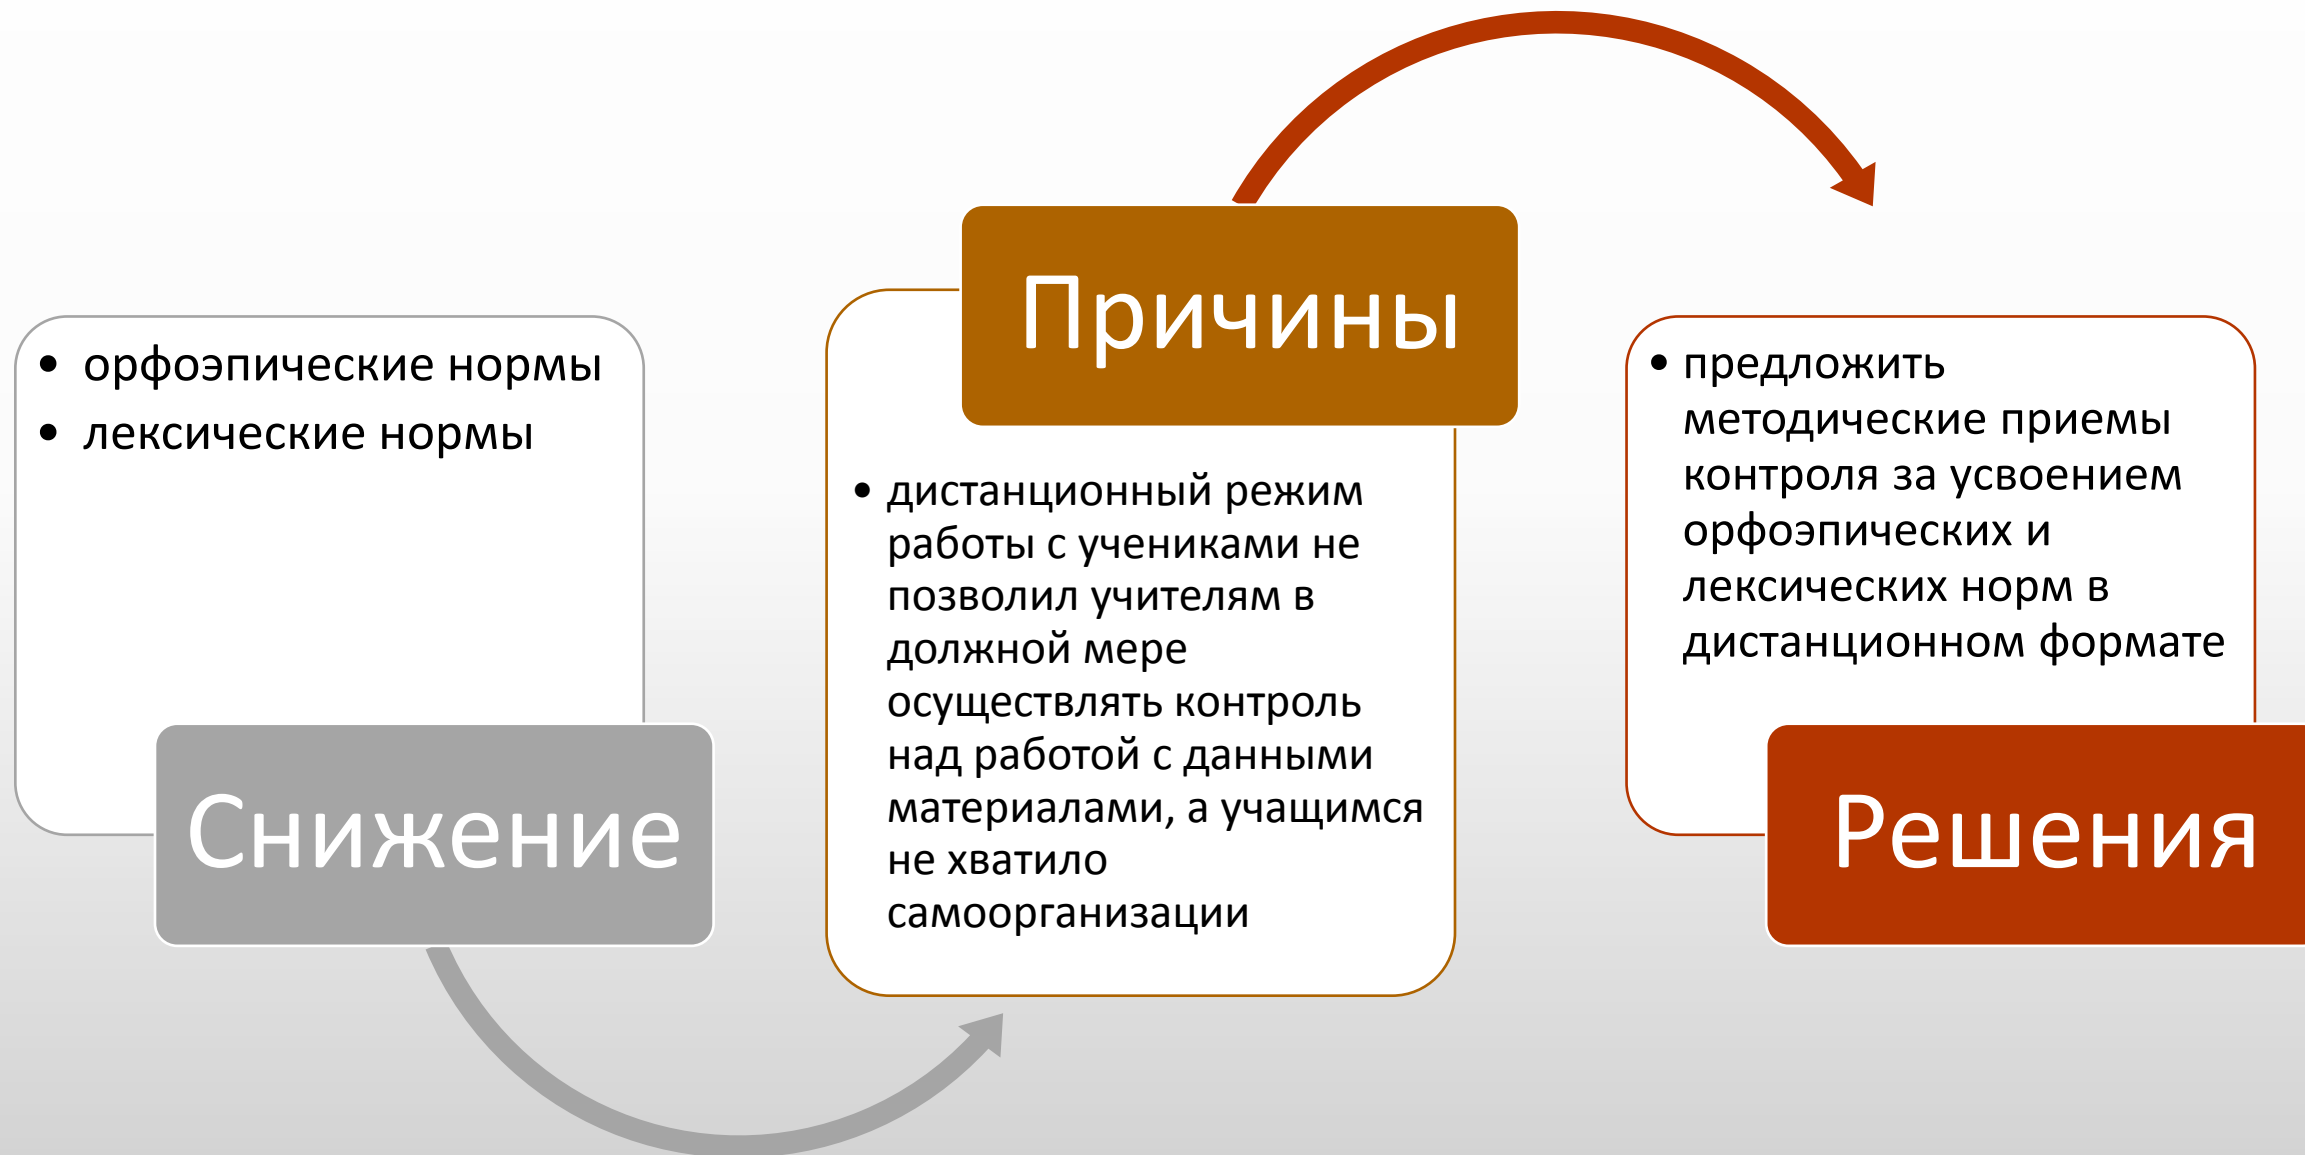 • орфоэпические нормы
• лексические нормы
Снижение
Причины
• дистанционный режим
работы с учениками не
позволил учителям в
должной мере
осуществлять контроль
над работой с данными
материалами, а учащимся
не хватило
самоорганизации
• предложить
методические приемы
контроля за усвоением
орфоэпических и
лексических норм в
дистанционном формате
Решения